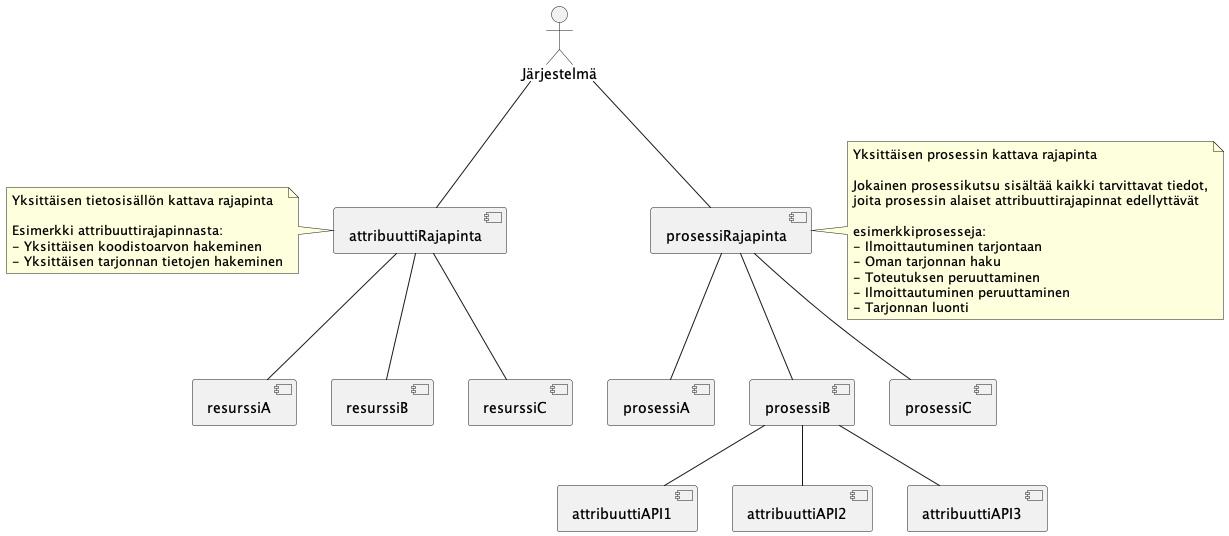 Järjestelmä
Yksittäisen prosessin kattava rajapinta
Jokainen prosessikutsu sisältää kaikki tarvittavat tiedot,
joita prosessin alaiset attribuuttirajapinnat edellyttävät
esimerkkiprosesseja:
- Ilmoittautuminen tarjontaan
- Oman tarjonnan haku
- Toteutuksen peruuttaminen
- Ilmoittautuminen peruuttaminen
- Tarjonnan luonti
Yksittäisen tietosisällön kattava rajapinta
Esimerkki attribuuttirajapinnasta:
- Yksittäisen koodistoarvon hakeminen
- Yksittäisen tarjonnan tietojen hakeminen
attribuuttiRajapinta
prosessiRajapinta
resurssiA
resurssiB
resurssiC
prosessiA
prosessiB
prosessiC
attribuuttiAPI1
attribuuttiAPI2
attribuuttiAPI3